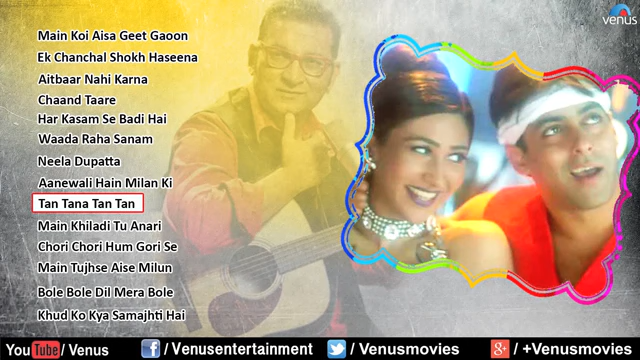 VENUS
Main Koi Aisa Geet Gaoon
Ek Chanchal Shokh Haseena
Aitbaar Nahi Karna
Chaand Taare
Har Kasam Se Badi Hai
Waada Raha Sanam
Neela Dupatta
Aanewali Hain Milan Ki
Tan Tana Tan Tan
Main Khiladi Tu Anari
Chori Chori Hum Gori Se
Main Tujhse Aise Milun
Bole Bole Dil Mera Bole
Khud Ko Kya Samajhti Hai
You Tube / Venus f / Venusentertainment / Venusmovies g+ / +Venusmovies